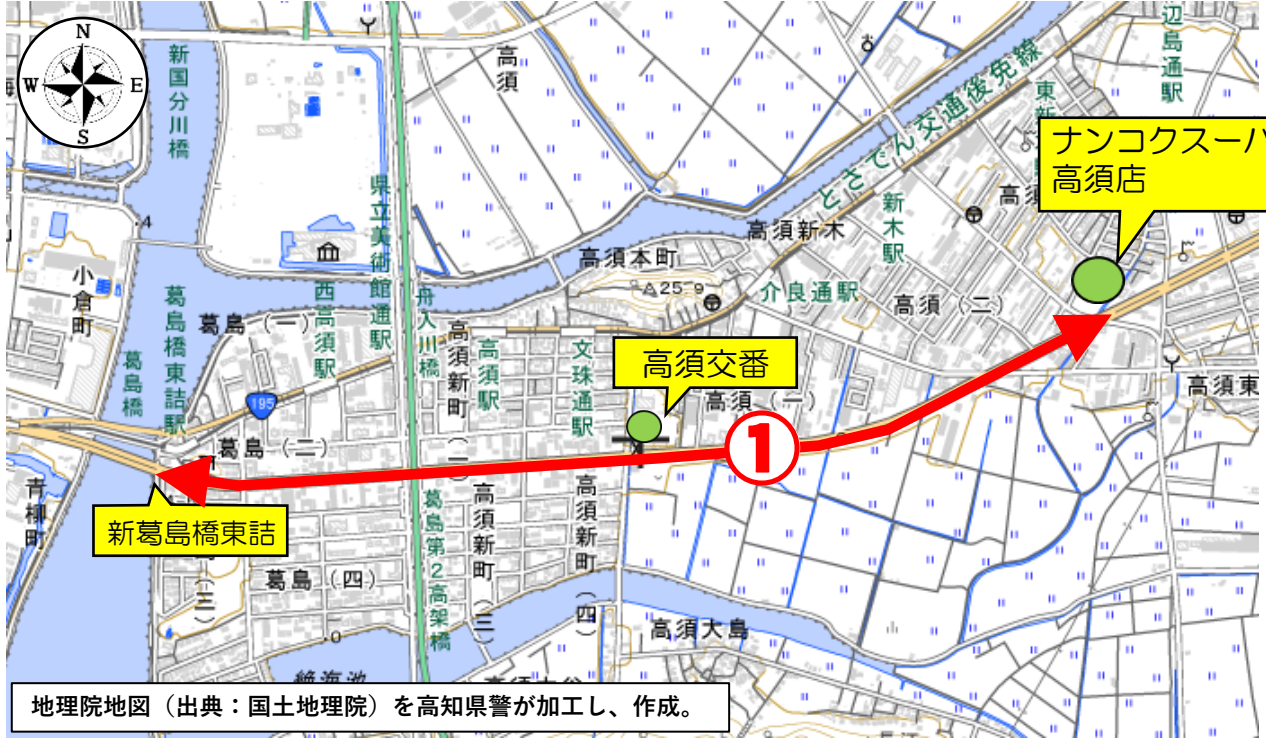 N
W
E
S
新国分川橋
高須
とさでん交通後免線
辺島通駅
東新
ナンコクスーパ
高須店
県立美術館通駅
高須本町
高須新木
新木駅
25.9
介良通駅
高須（二）
小倉町
葛島橋東詰駅
葛島橋
葛島（一）
西高須駅
舟入川橋
高須新町（一）
高須駅
文珠通駅
高須交番
高須（一）
高須東
195
葛島（二）
1
青柳町
新葛島橋東詰
葛島（四）
（三）
葛島第2高架橋
高須新町（三）
高須新町（四）
高須大島
絶海池
地理院地図（出典：国土地理院）を高知県警が加工し、作成。